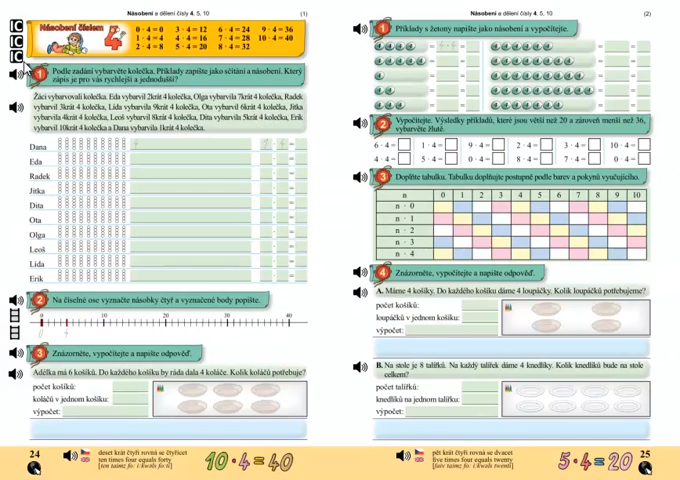 Násobení a dělení čísly 4, 5, 10
(1)
Násobení číslem 4
0 · 4 = 0 3 · 4 = 12 6 · 4 = 24 9 · 4 = 36
1 · 4 = 4 4 · 4 = 16 7 · 4 = 28 10 · 4 = 40
2 · 4 = 8 5 · 4 = 20 8 · 4 = 32
1 Podle zadání vybarvěte kolečka. Příklady zapište jako sčítání a násobení. Který
zápis je pro vás rychlejší a jednodušší?
Žáci vybarvovali kolečka. Eda vybarvil 2krát 4 kolečka, Olga vybarvila 7krát 4 kolečka, Radek
vybarvil 3krát 4 kolečka, Lída vybarvila 9krát 4 kolečka, Ota vybarvil 6krát 4 kolečka, Jitka
vybarvila 4krát 4 kolečka, Leoš vybarvil 8krát 4 kolečka, Dita vybarvila 5krát 4 kolečka, Erik
vybarvil 10krát 4 kolečka a Dana vybarvila 1krát 4 kolečka.
Dana
Eda
Radek
Jitka
Dita
Ota
Olga
Leoš
Lída
Erik
2 Na číselné ose vyznačte násobky čtyř a vyznačené body popište.
0 10 20 30 40
0 4
3 Znázorněte, vypočítejte a napište odpověď.
Adélka má 6 košíků. Do každého košíku by ráda dala 4 koláče. Kolik koláčů potřebuje?
počet košíků:
koláčů v jednom košíku:
výpočet:
24
deset krát čtyři rovná se čtyřicet
ten times four equals forty
10 · 4 = 40
Násobení a dělení čísly 4, 5, 10
(2)
1 Příklady s žetony napište jako násobení a vypočítejte.
2 Vypočítejte. Výsledky příkladů, které jsou větší než 20 a zároveň menší než 36,
vybarvěte žlutě.
6 · 4 = 1 · 4 = 9 · 4 = 2 · 4 = 3 · 4 = 10 · 4 =
4 · 4 = 5 · 4 = 0 · 4 = 8 · 4 = 7 · 4 = 0 · 4 =
3 Doplňte tabulku. Tabulku doplňujte postupně podle barev a pokynů vyučujícího.
n 0 1 2 3 4 5 6 7 8 9 10
n · 0
n · 1
n · 2
n · 3
n · 4
4 Znázorněte, vypočítejte a napište odpověď.
A. Máme 4 košíky. Do každého košíku dáme 4 loupáčky. Kolik loupáčků potřebujeme?
počet košíků:
loupáčků v jednom košíku:
výpočet:
B. Na stole je 8 talířků. Na každý talířek dáme 4 knedlíky. Kolik knedlíků bude na stole
celkem?
počet talířků:
knedlíků na jednom talířku:
výpočet:
pět krát čtyři rovná se dvacet
five times four equals twenty
5 · 4 = 20
25